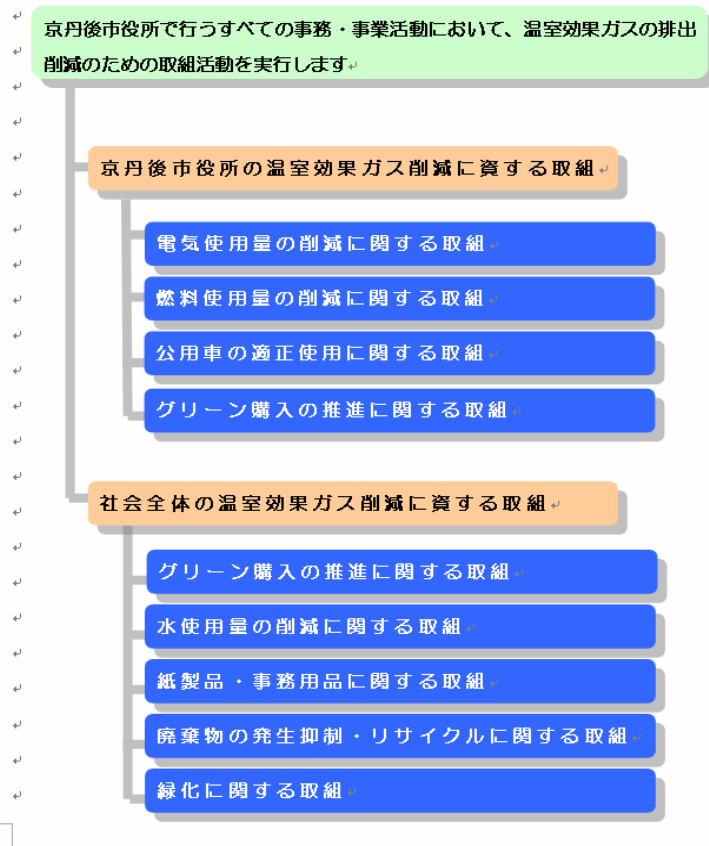 京丹後市役所で行うすべての事務・事業活動において、温室効果ガスの排出
削減のための取組活動を実行します
京丹後市役所の温室効果ガス削減に資する取組
電気使用量の削減に関する取組
燃料使用量の削減に関する取組
公用車の適正使用に関する取組
グリーン購入の推進に関する取組
社会全体の温室効果ガス削減に資する取組
グリーン購入の推進に関する取組
水使用量の削減に関する取組
紙製品・事務用品に関する取組
廃棄物の発生抑制・リサイクルに関する取組
緑化に関する取組